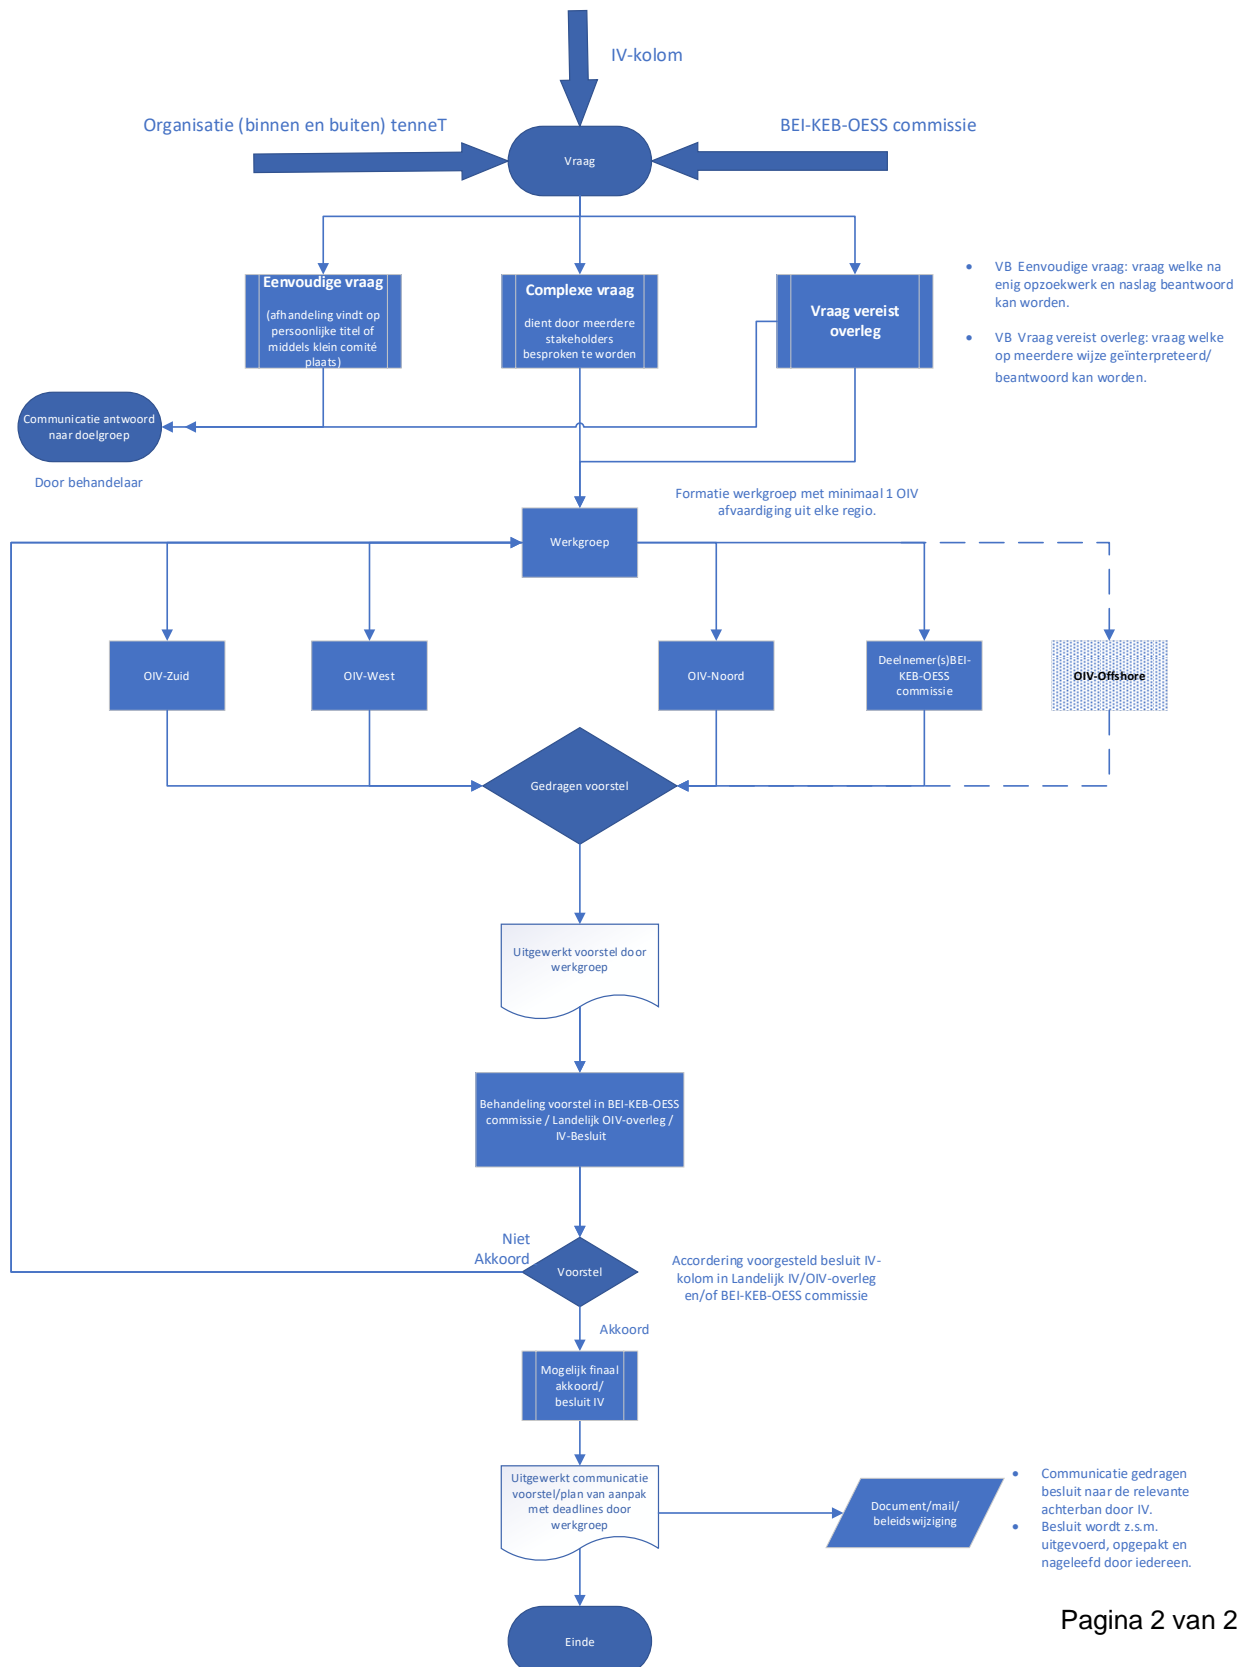 IV-kolom
Organisatie (binnen en buiten) tenneT
BEI-KEB-OESS commissie
Vraag
Eenvoudige vraag
(afhandeling vindt op
persoonlijke titel of
middels klein comité
plaats)
Complexe vraag
dient door meerdere
stakeholders
besproken te worden
Vraag vereist
overleg
• VB Eenvoudige vraag: vraag welke na
enig opzoekwerk en naslag beantwoord
kan worden.
• VB Vraag vereist overleg: vraag welke
op meerdere wijze geïnterpreteerd/
beantwoord kan worden.
Communicatie antwoord
naar doelgroep
Door behandelaar
Formatie werkgroep met minimaal 1 OIV
afvaardiging uit elke regio.
Werkgroep
OIV-Zuid
OIV-West
OIV-Noord
Deelnemer(s)BEI-
KEB-OESS
commissie
OIV-Offshore
Gedragen voorstel
Uitgewerkt voorstel door
werkgroep
Behandeling voorstel in BEI-KEB-OESS
commissie / Landelijk OIV-overleg /
IV-Besluit
Niet
Akkoord
Voorstel
Accordering voorgesteld besluit IV-
kolom in Landelijk IV/OIV-overleg
en/of BEI-KEB-OESS commissie
Akkoord
Mogelijk finaal
akkoord/
besluit IV
Uitgewerkt communicatie
voorstel/plan van aanpak
met deadlines door
werkgroep
Document/mail/
beleidswijziging
• Communicatie gedragen
besluit naar de relevante
achterban door IV.
• Besluit wordt z.s.m.
uitgevoerd, opgepakt en
nageleefd door iedereen.
Einde
Pagina 2 van 2